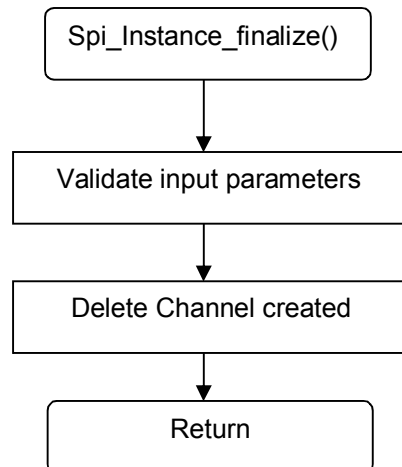 Spi_Instance_finalize()
Validate input parameters
Delete Channel created
Return